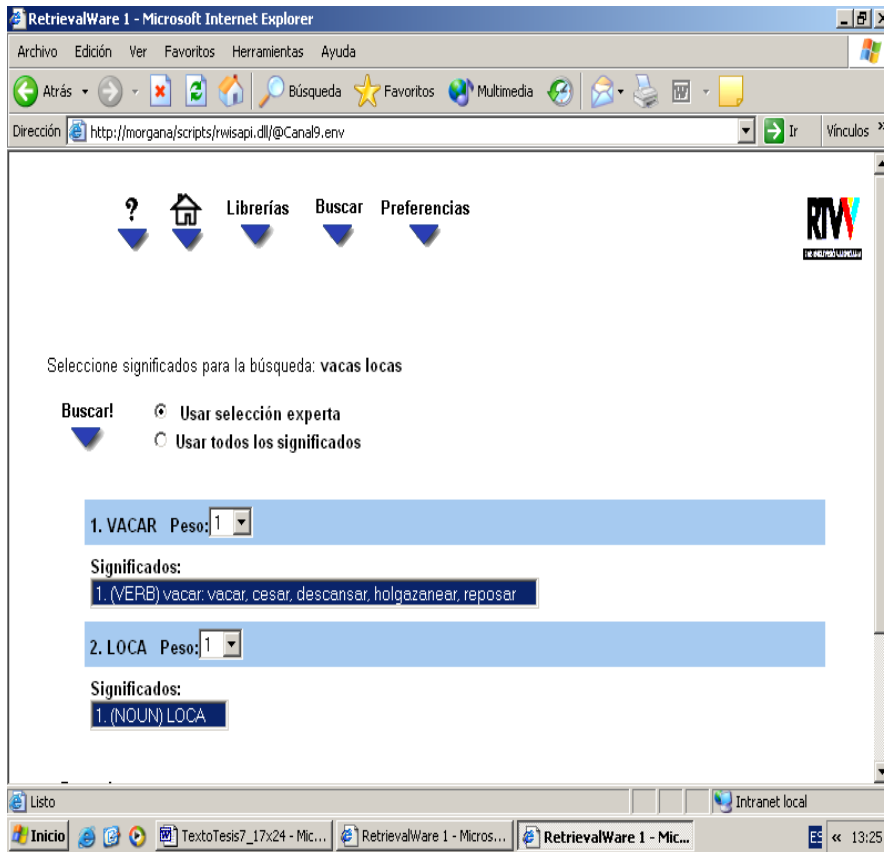 RetrievalWare 1 - Microsoft Internet Explorer
Archivo Edición Ver Favoritos Herramientas Ayuda
Atrás Búsqueda Favoritos Multimedia
Dirección http://morgana/scripts/rwisapi.dll/@Canal9.env Ir Vínculos »
? Librerías Buscar Preferencias
RTVV
Seleccione significados para la búsqueda: vacas locas
Buscar! Usar selección experta
Usar todos los significados
1. VACAR Peso: 1
Significados:
1. (VERB) vacar: vacar, cesar, descansar, holgazanear, reposar
2. LOCA Peso: 1
Significados:
1. (NOUN) LOCA
Listo Intranet local
Inicio TextoTesis7_17x24 - Mic... RetrievalWare 1 - Micros... RetrievalWare 1 - Mic... ES « 13:25